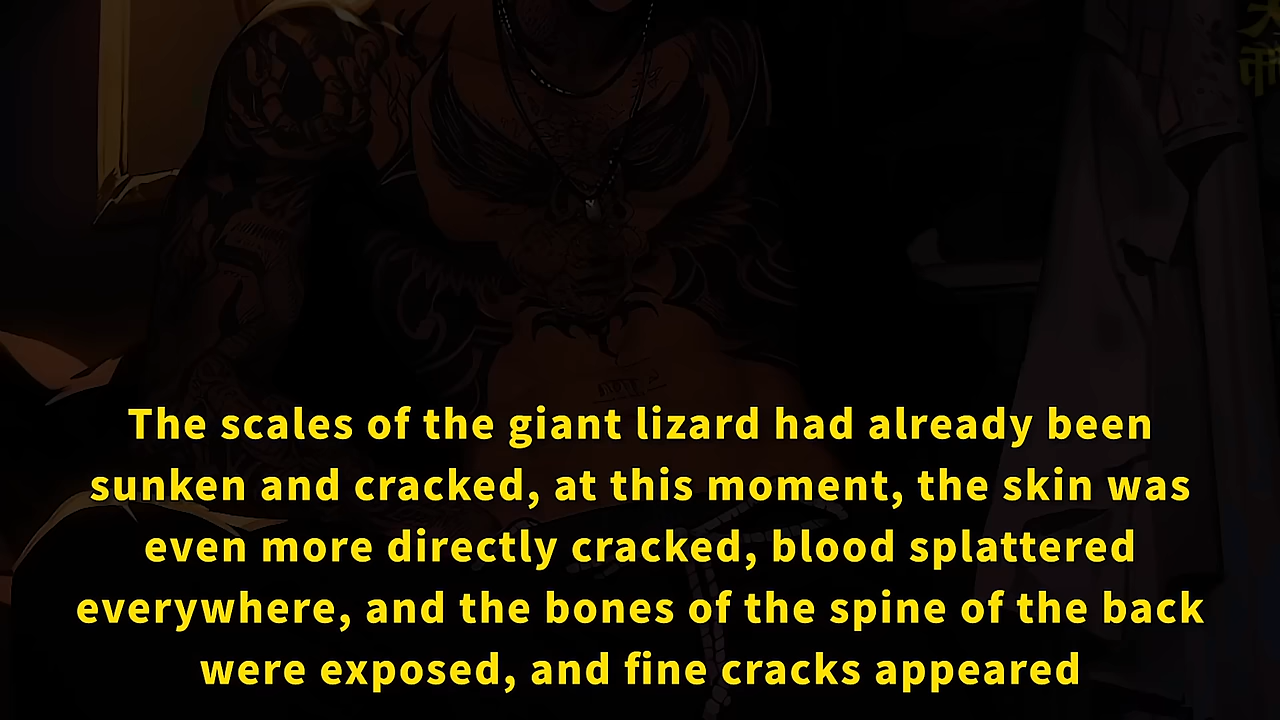 The scales of the giant lizard had already been
sunken and cracked, at this moment, the skin was
even more directly cracked, blood splattered
everywhere, and the bones of the spine of the back
were exposed, and fine cracks appeared